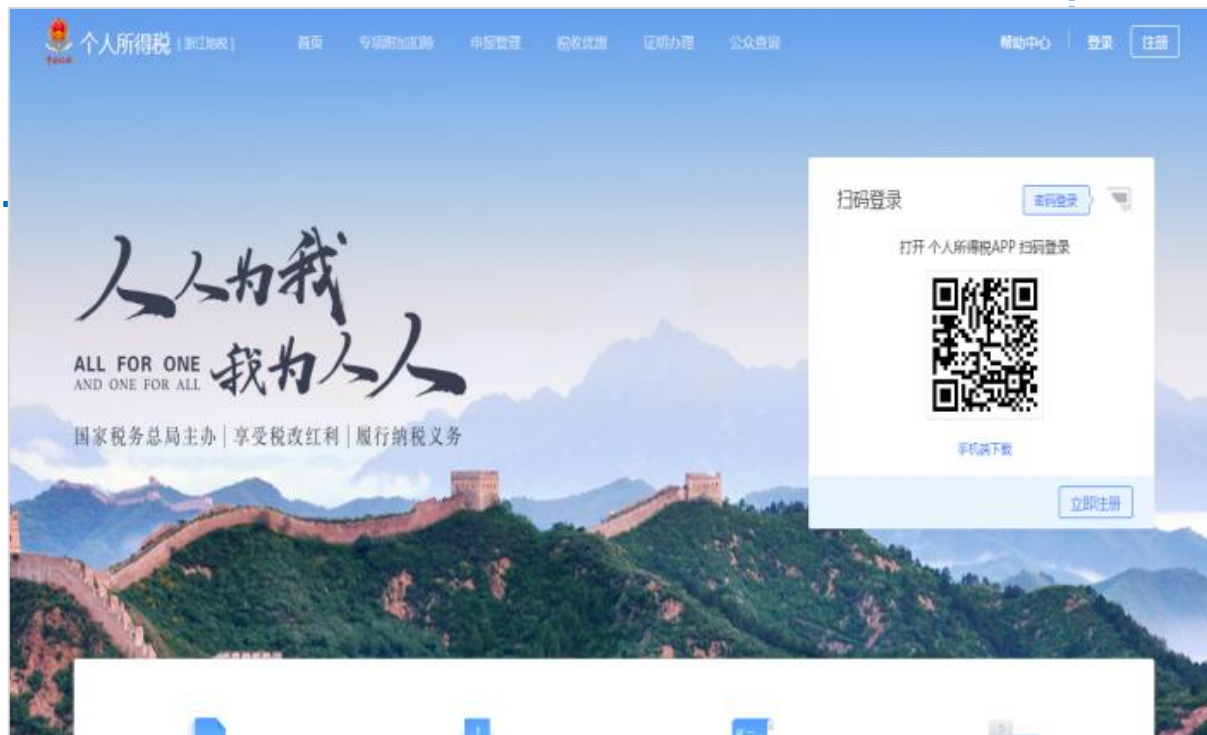 个人所得税 | 浙江地税 | 首页 专项附加扣除 申报管理 税收优惠 证明办理 公众查询 帮助中心 登录 注册
扫码登录 密码登录
打开 个人所得税APP 扫码登录
人人为我
ALL FOR ONE
AND ONE FOR ALL
我为人人
国家税务总局主办 | 享受税改红利 | 履行纳税义务
手机端下载
立即注册